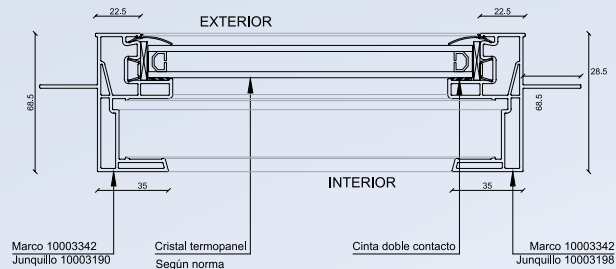 22.5
22.5
EXTERIOR
68.5
68.5
28.5
35
INTERIOR
35
Marco 10003342
Junquillo 10003190
Cristal termopanel
Según norma
Cinta doble contacto
Marco 10003342
Junquillo 10003198